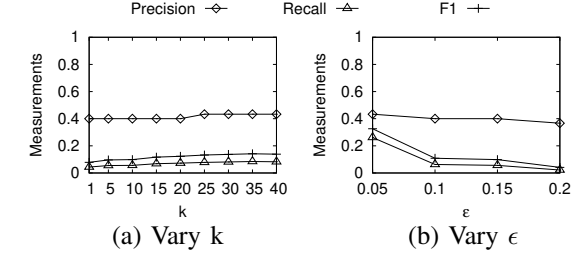 Precision Recall F1
Measurements
1
0.8
0.6
0.4
0.2
0
1 5 10 15 20 25 30 35 40
k
(a) Vary k
Measurements
1
0.8
0.6
0.4
0.2
0
0.05 0.1 0.15 0.2
ε
(b) Vary ϵ